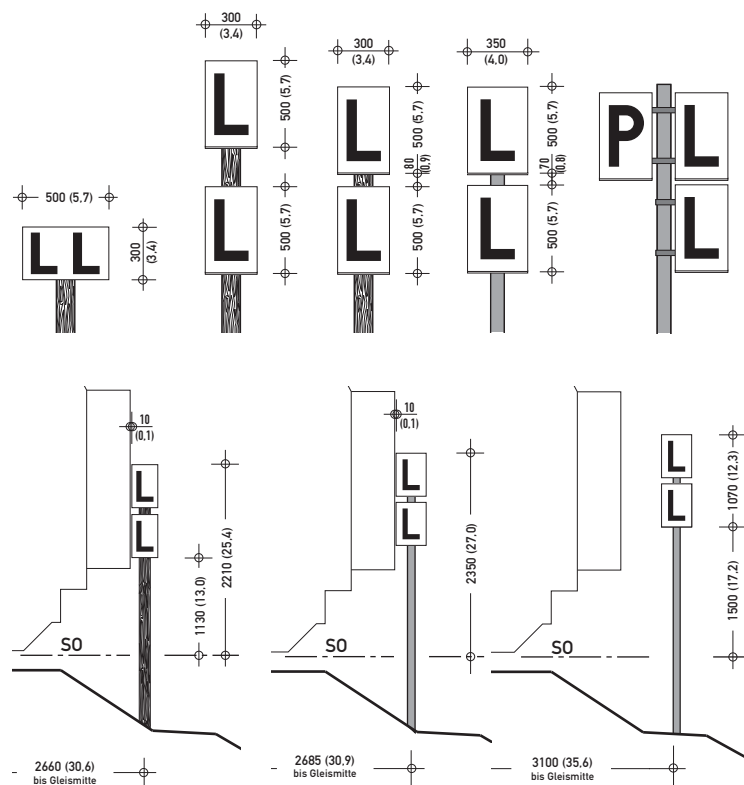 300
(3,4)
300
(3,4)
350
(4,0)
500 (5,7)
500 (5,7)
500 (5,7)
80
(0,9)
70
(0,8)
500 (5,7)
500 (5,7)
500 (5,7)
500 (5,7)
300
(3,4)
L L
L
L
L
L
L
L
P
L
L
10
(0,1)
L
L
1130 (13,0)
2210 (25,4)
SO
2660 (30,6)
bis Gleismitte
10
(0,1)
L
L
2350 (27,0)
SO
2685 (30,9)
bis Gleismitte
L
L
1070 (12,3)
1500 (17,2)
SO
3100 (35,6)
bis Gleismitte